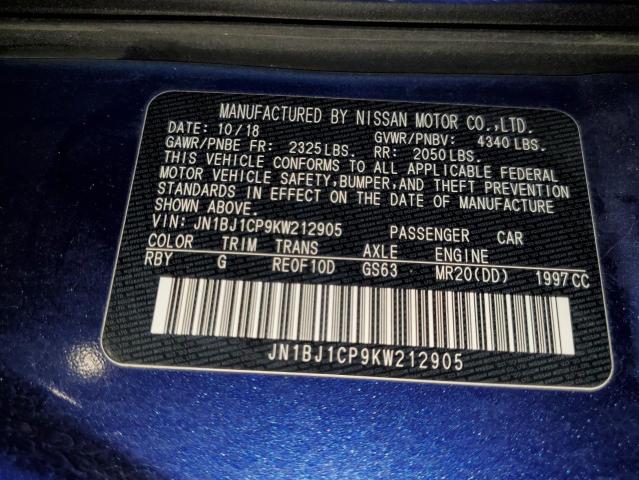 MANUFACTURED BY NISSAN MOTOR CO.,LTD.
DATE: 10/18 GVWR/PNBV: 4340 LBS.
GAWR/PNBE FR: 2325 LBS. RR: 2050 LBS.
THIS VEHICLE CONFORMS TO ALL APPLICABLE FEDERAL
MOTOR VEHICLE SAFETY, BUMPER, AND THEFT PREVENTION
STANDARDS IN EFFECT ON THE DATE OF MANUFACTURE
SHOWN ABOVE.
VIN: JN1BJ1CP9KW212905 PASSENGER CAR
COLOR TRIM TRANS AXLE ENGINE
RBY G RE0F10D GS63 MR20(DD) 1997 CC
JN1BJ1CP9KW212905